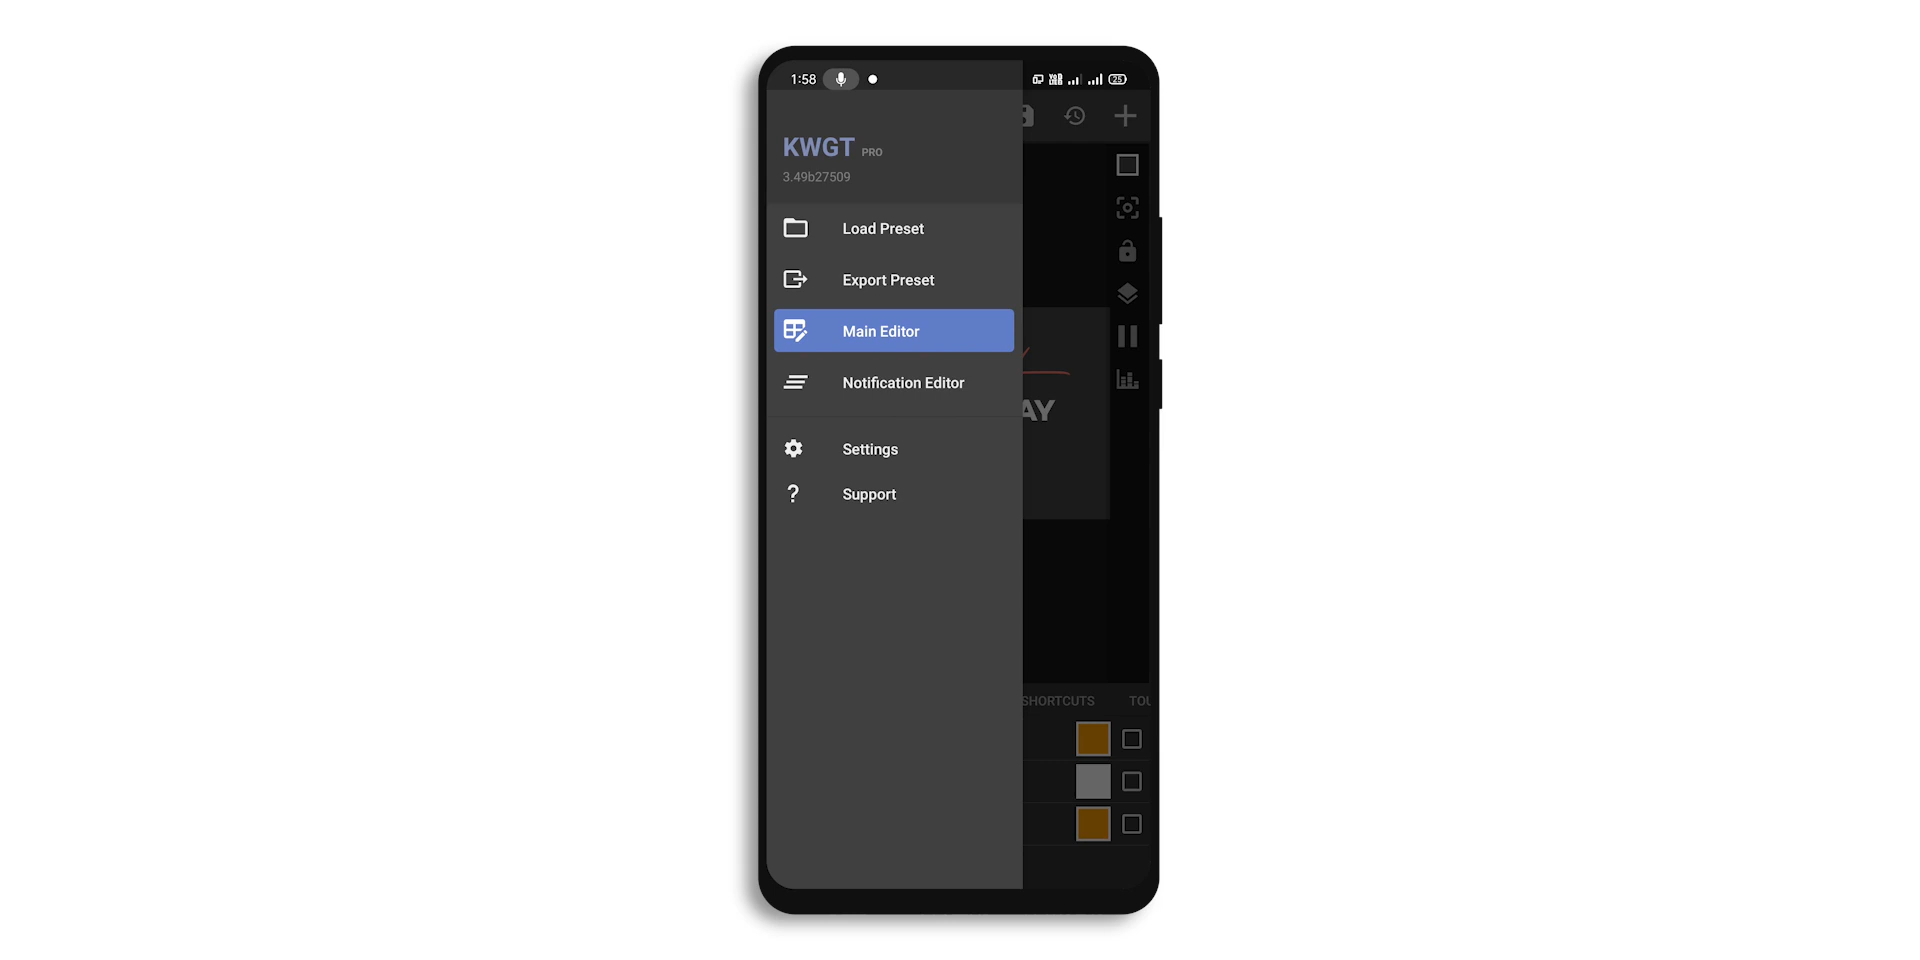 1:58
25
KWGT PRO
3.49b27509
Load Preset
Export Preset
Main Editor
AY
Notification Editor
Settings
Support
SHORTCUTS TOU